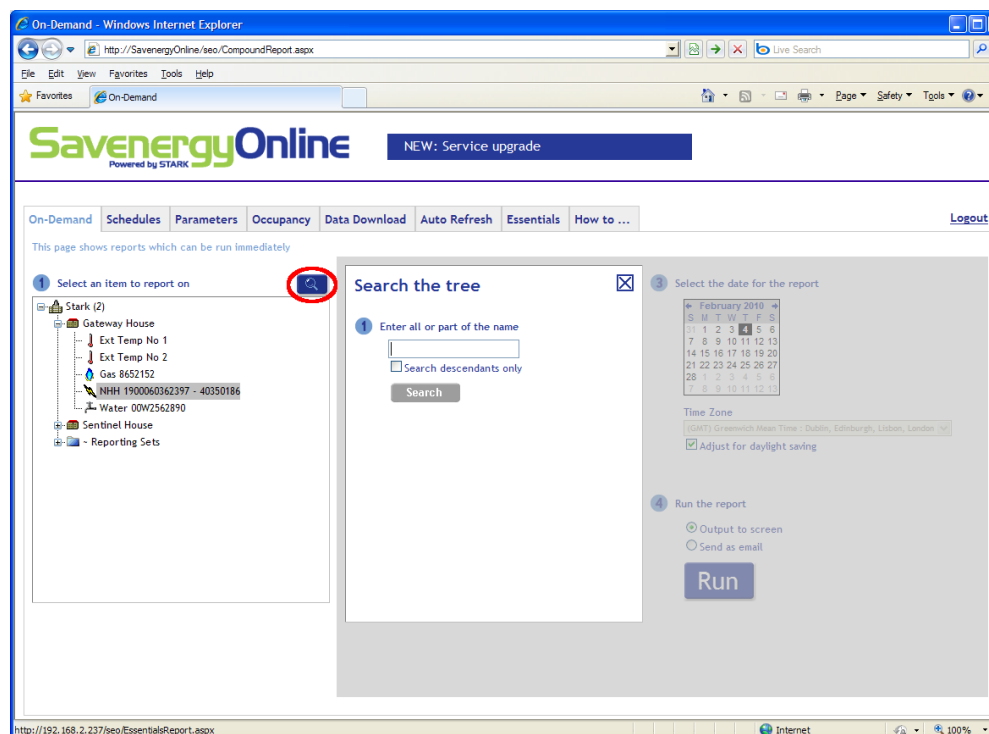 On-Demand - Windows Internet Explorer
http://SavenergyOnline/seo/CompoundReport.aspx
Live Search
File Edit View Favorites Tools Help
Favorites On-Demand Page Safety Tools
SavenergyOnline
Powered by STARK
NEW: Service upgrade
On-Demand Schedules Parameters Occupancy Data Download Auto Refresh Essentials How to ... Logout
This page shows reports which can be run immediately
1 Select an item to report on
Stark (2)
Gateway House
Ext Temp No 1
Ext Temp No 2
Gas 8652152
NHH 1900060362397 - 40350186
Water 00W2562890
Sentinel House
~ Reporting Sets
Search the tree
1 Enter all or part of the name
Search descendants only
Search
3 Select the date for the report
February 2010
S M T W T F S
31 1 2 3 4 5 6
7 8 9 10 11 12 13
14 15 16 17 18 19 20
21 22 23 24 25 26 27
28 1 2 3 4 5 6
7 8 9 10 11 12 13
Time Zone
(GMT) Greenwich Mean Time : Dublin, Edinburgh, Lisbon, London
Adjust for daylight saving
4 Run the report
Output to screen
Send as email
Run
http://192.168.2.237/seo/EssentialsReport.aspx Internet 100%